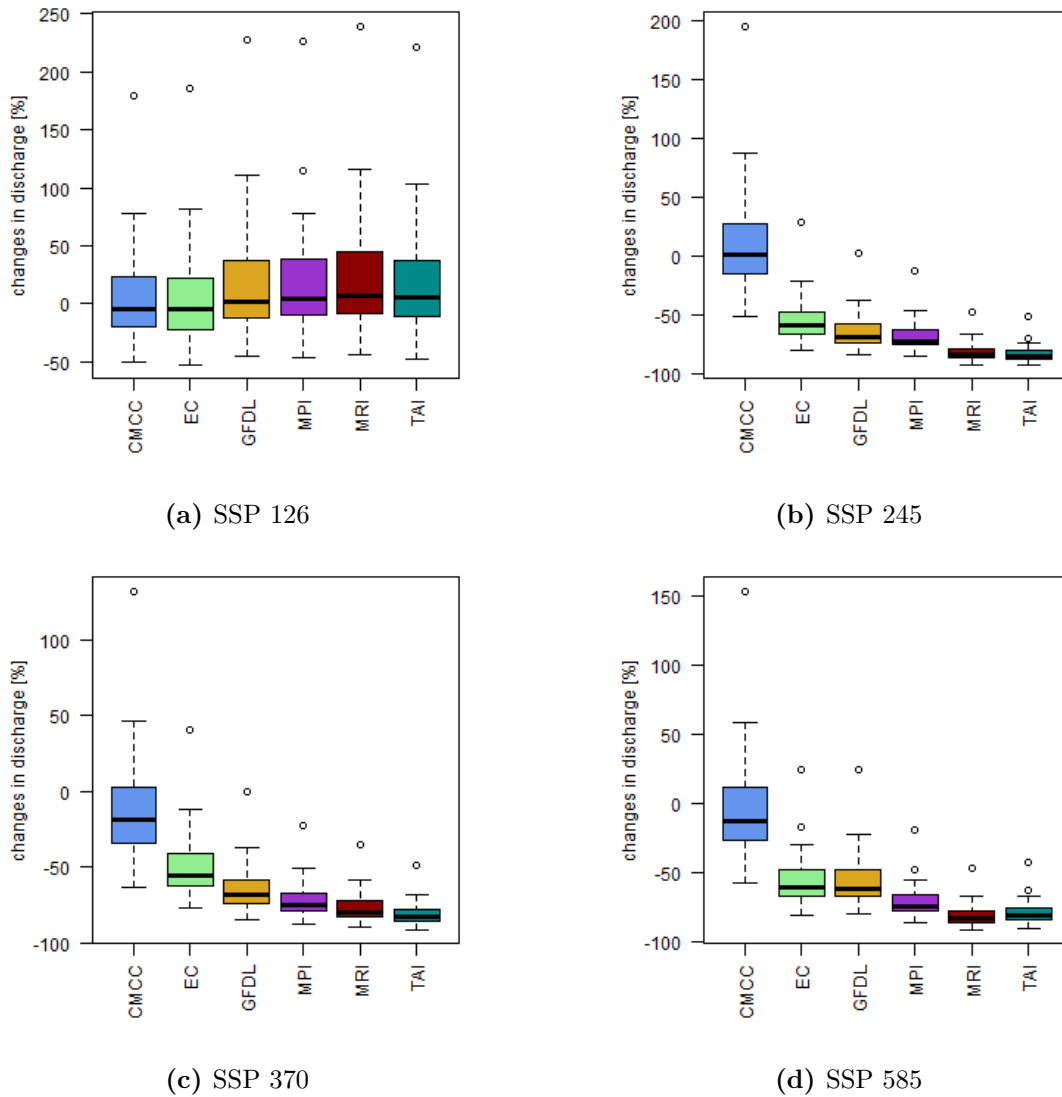 changes in discharge [%]
250
200
150
100
50
0
-50
CMCC
EC
GFDL
MPI
MRI
TAI
(a) SSP 126
changes in discharge [%]
200
150
100
50
0
-50
-100
CMCC
EC
GFDL
MPI
MRI
TAI
(b) SSP 245
changes in discharge [%]
100
50
0
-50
-100
CMCC
EC
GFDL
MPI
MRI
TAI
(c) SSP 370
changes in discharge [%]
150
100
50
0
-50
-100
CMCC
EC
GFDL
MPI
MRI
TAI
(d) SSP 585